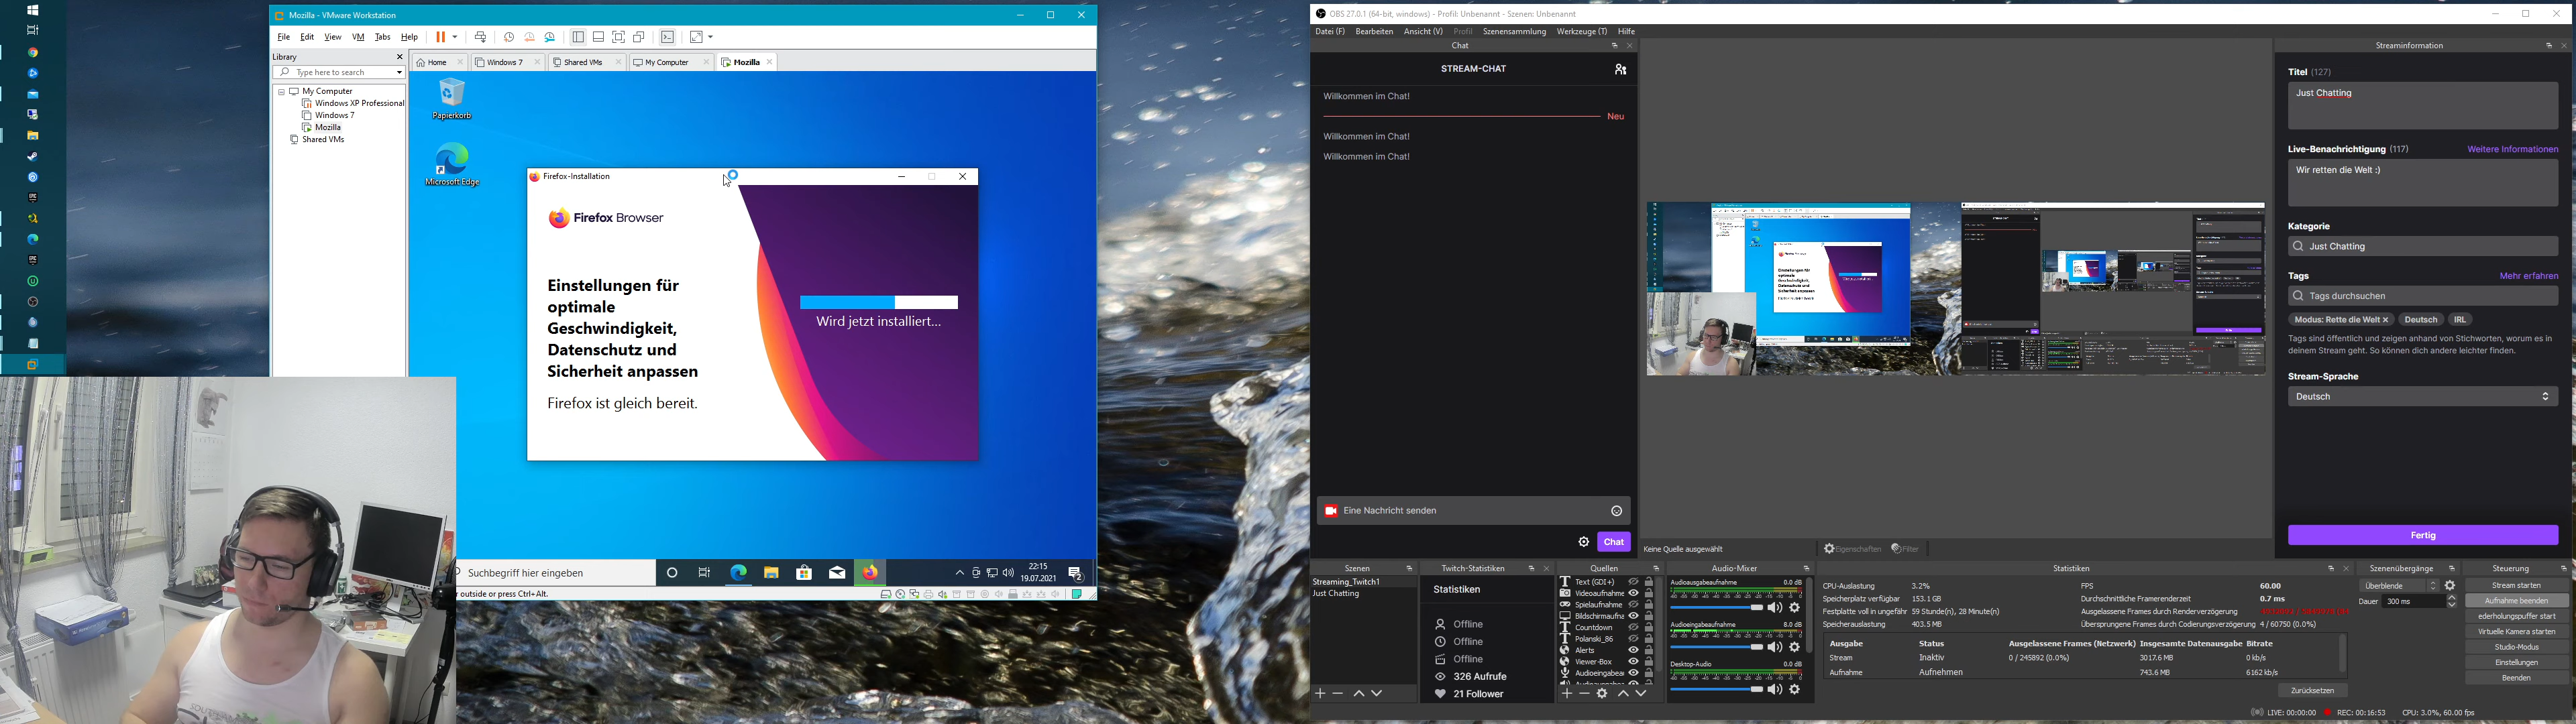 Mozilla - VMware Workstation
File Edit View VM Tabs Help
Library
Type here to search
My Computer
Windows XP Professional
Windows 7
Mozilla
Shared VMs
Home
Windows 7
Shared VMs
My Computer
Mozilla
Papierkorb
Microsoft Edge
Firefox-Installation
Firefox Browser
Einstellungen für
optimale
Geschwindigkeit,
Datenschutz und
Sicherheit anpassen
Firefox ist gleich bereit.
Wird jetzt installiert...
Suchbegriff hier eingeben
22:15
19.07.2021
2
outside or press Ctrl+Alt.
OBS 27.0.1 (64-bit, windows) - Profil: Unbenannt - Szenen: Unbenannt
Datei (F) Bearbeiten Ansicht (V) Profil Szenensammlung Werkzeuge (T) Hilfe
Chat
STREAM-CHAT
Willkommen im Chat!
Neu
Willkommen im Chat!
Willkommen im Chat!
Eine Nachricht senden
Chat
Keine Quelle ausgewählt
Eigenschaften
Filter
Streaminformation
Titel (127)
Just Chatting
Live-Benachrichtigung (117) Weitere Informationen
Wir retten die Welt :)
Kategorie
Just Chatting
Tags Mehr erfahren
Tags durchsuchen
Modus: Rette die Welt Deutsch IRL
Tags sind öffentlich und zeigen anhand von Stichworten, worum es in
deinem Stream geht. So können dich andere leichter finden.
Stream-Sprache
Deutsch
Fertig
Szenen
Streaming_Twitch1
Just Chatting
Twitch-Statistiken
Statistiken
Offline
Offline
Offline
326 Aufrufe
21 Follower
Quellen
Text (GDI+)
Videoaufnahme
Spielaufnahme
Bildschirmaufna
Countdown
Polanski_86
Alerts
Viewer-Box
Audioeingabeau
Audio-Mixer
Audioausgabeaufnahme 0.0 dB
Audioeingabeaufnahme 8.0 dB
Desktop-Audio 0.0 dB
Statistiken
CPU-Auslastung 3.2%
Speicherplatz verfügbar 153.1 GB
Festplatte voll in ungefähr 59 Stunde(n), 28 Minute(n)
Speicherauslastung 403.5 MB
FPS 60.00
Durchschnittliche Framerenderzeit 0.7 ms
Ausgelassene Frames durch Renderverzögerung
Übersprungene Frames durch Codierungsverzögerung 4 / 60750 (0.0%)
Ausgabe Status Ausgelassene Frames (Netzwerk) Insgesamte Datenausgabe Bitrate
Stream Inaktiv 0 / 245892 (0.0%) 3017.6 MB 0 kb/s
Aufnahme Aufnehmen 743.6 MB 6162 kb/s
Zurücksetzen
Szenenübergänge
Überblende
Dauer 300 ms
Steuerung
Stream starten
Aufnahme beenden
ederholungspuffer start
Virtuelle Kamera starten
Studio-Modus
Einstellungen
Beenden
LIVE: 00:00:00 REC: 00:16:53 CPU: 3.0%, 60.00 fps